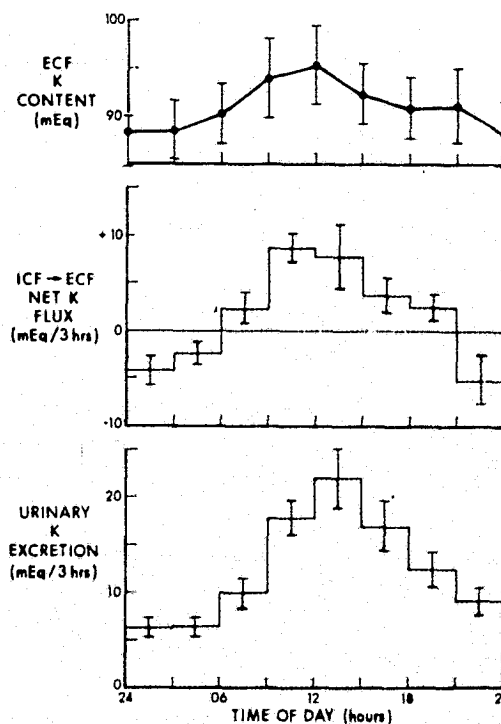 100
ECF
K
CONTENT
(mEq)
90
+10
ICF→ECF
NET K
FLUX
(mEq/3 hrs)
0
-10
20
URINARY
K
EXCRETION
(mEq/3 hrs)
10
0
24 06 12 18 2
TIME OF DAY (hours)